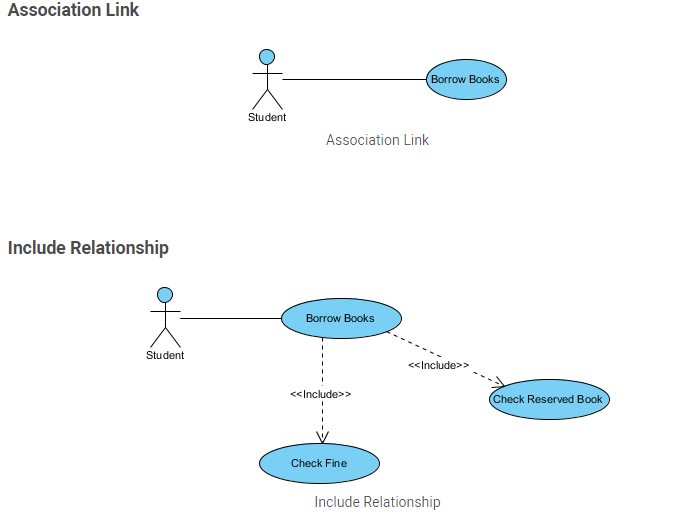 Association Link
Borrow Books
Student
Association Link
Include Relationship
Borrow Books
Student
<<Include>>
<<Include>>
Check Reserved Book
Check Fine
Include Relationship